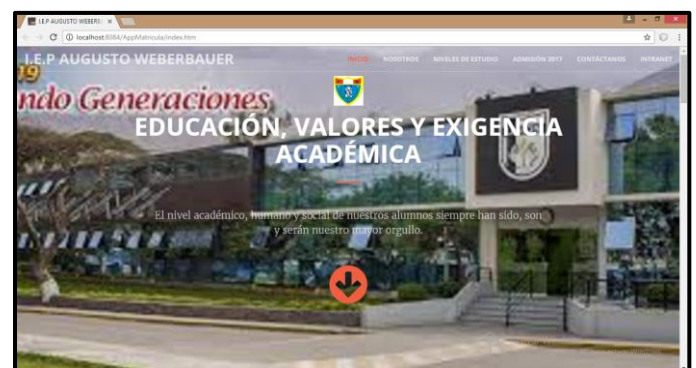 I.E.P AUGUSTO WEBERB
localhost:8084/AppMatricula/index.htm
I.E.P AUGUSTO WEBERBAUER
INICIO NOSOTROS NIVELES DE ESTUDIO ADMISIÓN 2017 CONTÁCTANOS INTRANET
ndo Generaciones
EDUCACIÓN, VALORES Y EXIGENCIA
ACADÉMICA
El nivel académico, humano y social de nuestros alumnos siempre han sido, son
y serán nuestro mayor orgullo.